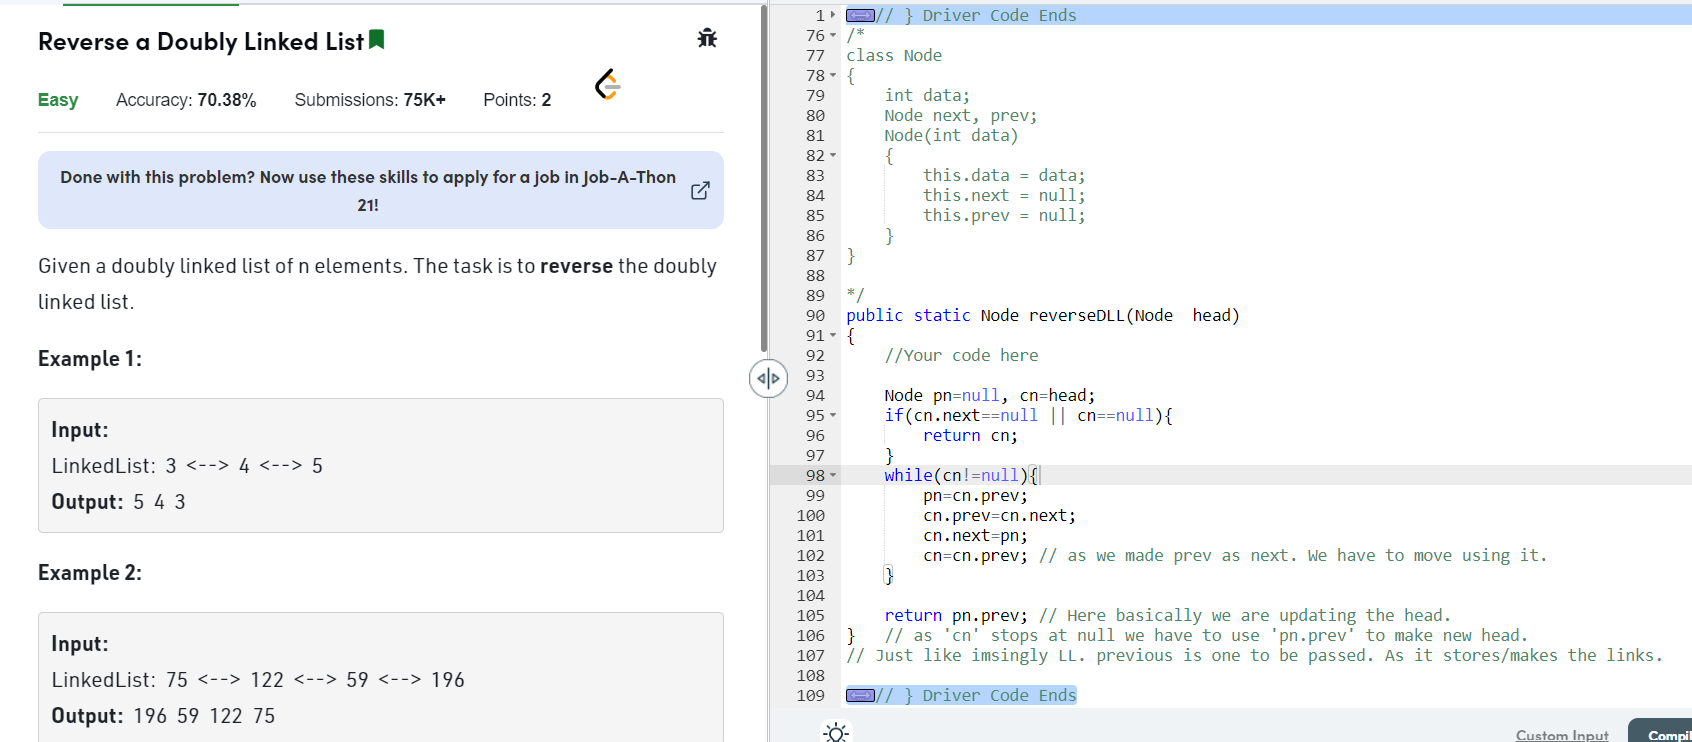 Reverse a Doubly Linked List
Easy Accuracy: 70.38% Submissions: 75K+ Points: 2
Done with this problem? Now use these skills to apply for a job in Job-A-Thon
21!
Given a doubly linked list of n elements. The task is to reverse the doubly
linked list.
Example 1:
Input:
LinkedList: 3 <--> 4 <--> 5
Output: 5 4 3
Example 2:
Input:
LinkedList: 75 <--> 122 <--> 59 <--> 196
Output: 196 59 122 75
1 // } Driver Code Ends
76 /*
77 class Node
78 {
79     int data;
80     Node next, prev;
81     Node(int data)
82     {
83         this.data = data;
84         this.next = null;
85         this.prev = null;
86     }
87 }
88
89 */
90 public static Node reverseDLL(Node  head)
91 {
92     //Your code here
93
94     Node pn=null, cn=head;
95     if(cn.next==null || cn==null){
96         return cn;
97     }
98     while(cn!=null){
99         pn=cn.prev;
100         cn.prev=cn.next;
101         cn.next=pn;
102         cn=cn.prev; // as we made prev as next. We have to move using it.
103     }
104
105     return pn.prev; // Here basically we are updating the head.
106 }   // as 'cn' stops at null we have to use 'pn.prev' to make new head.
107 // Just like imsingly LL. previous is one to be passed. As it stores/makes the links.
108
109 // } Driver Code Ends
Custom Input Compil